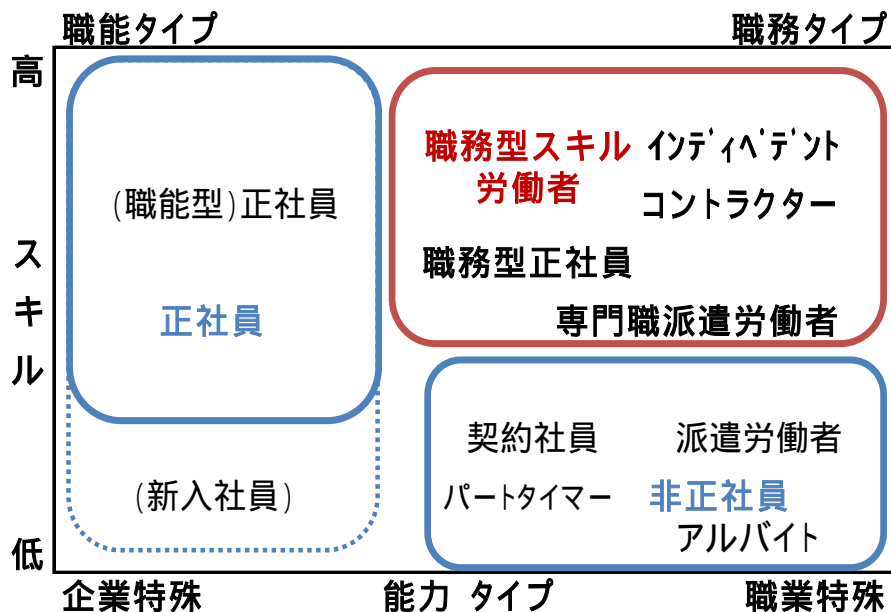 職能タイプ
職務タイプ
高
スキル
低
(職能型)正社員
正社員
(新入社員)
職務型スキル
労働者
インディペデント
コントラクター
職務型正社員
専門職派遣労働者
契約社員
派遣労働者
パートタイマー
非正社員
アルバイト
企業特殊
能力 タイプ
職業特殊